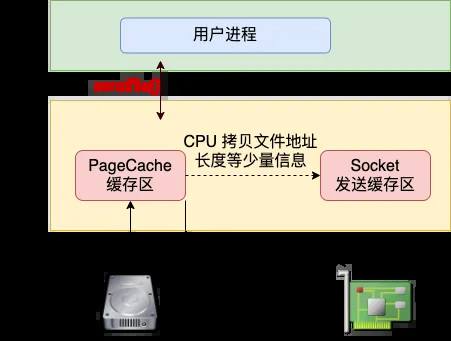 用户进程
CPU 拷贝文件地址
长度等少量信息
PageCache
缓存区
Socket
发送缓存区